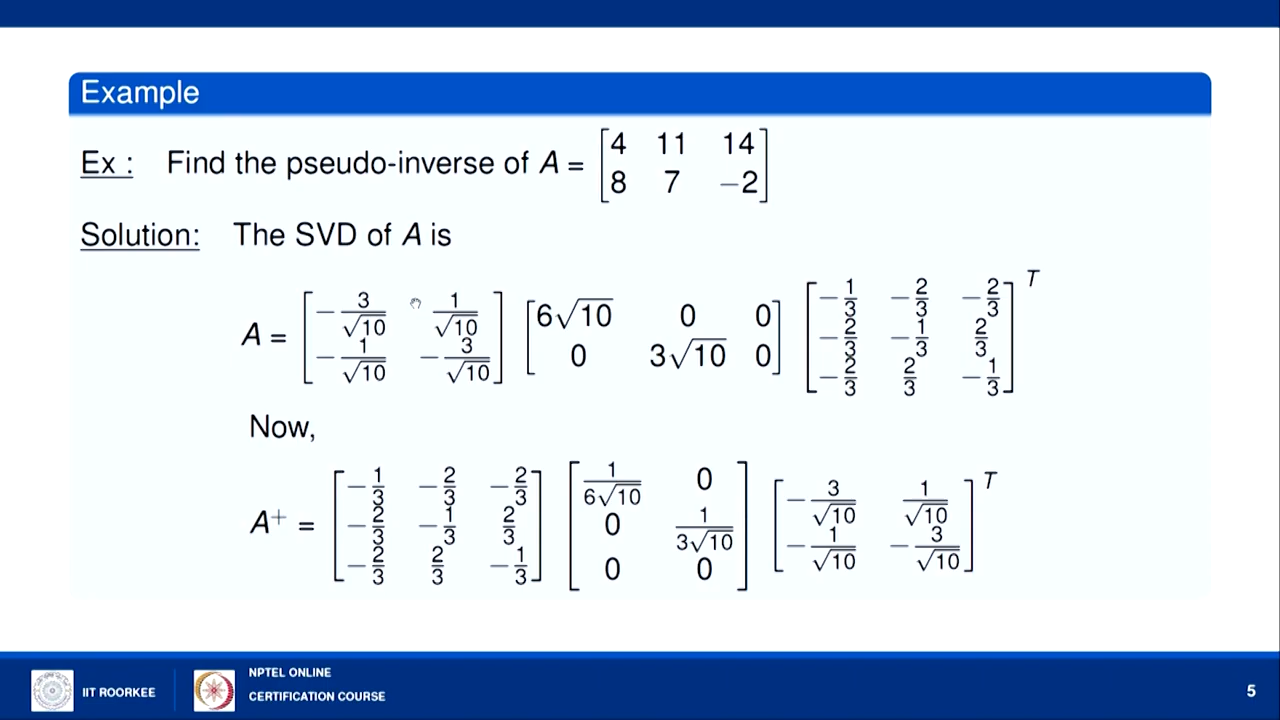 Example
Ex : Find the pseudo-inverse of A = [4 11 14; 8 7 −2]
Solution: The SVD of A is
A = [−3/√10 1/√10; −1/√10 −3/√10] [6√10 0 0; 0 3√10 0] [−1/3 −2/3 −2/3; −2/3 −1/3 2/3; −2/3 2/3 −1/3]^T
Now,
A⁺ = [−1/3 −2/3 −2/3; −2/3 −1/3 2/3; −2/3 2/3 −1/3] [1/(6√10) 0; 0 1/(3√10); 0 0] [−3/√10 1/√10; −1/√10 −3/√10]^T
IIT ROORKEE
NPTEL ONLINE
CERTIFICATION COURSE
5